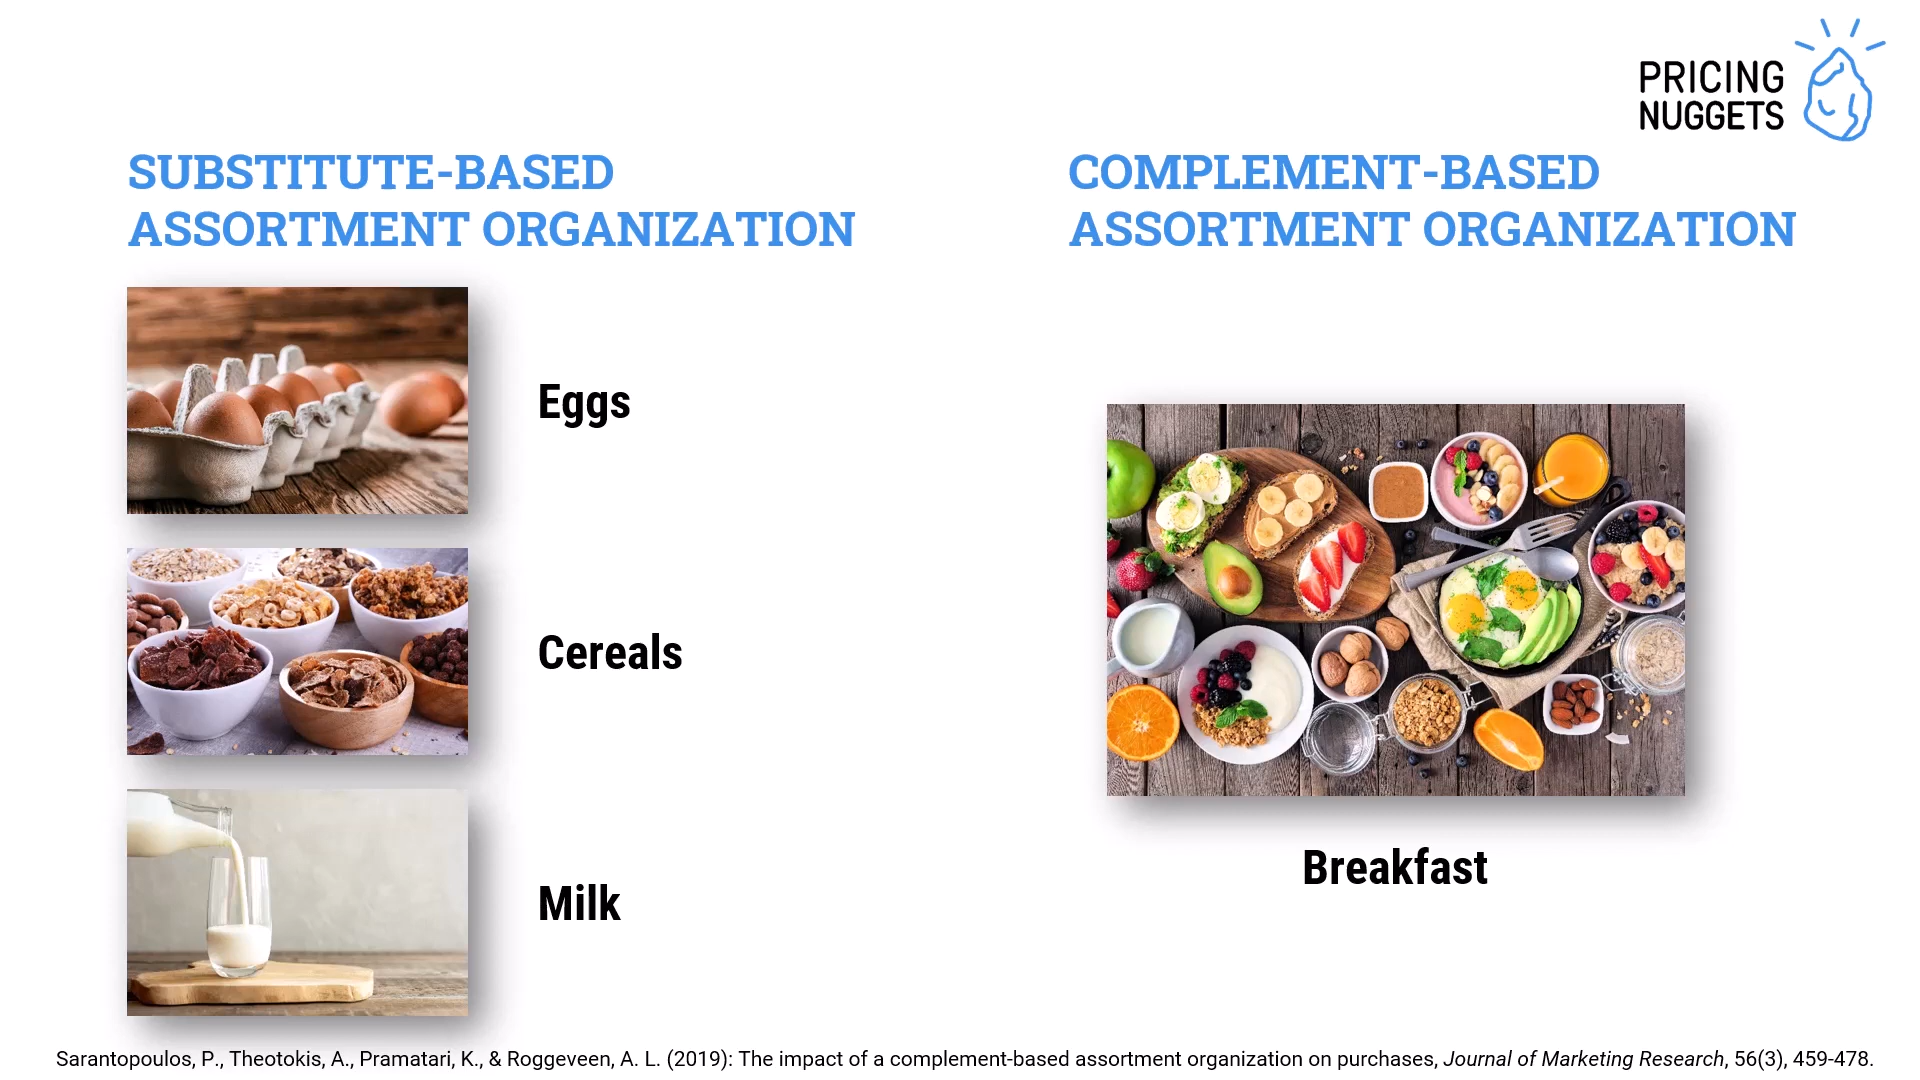 PRICING
NUGGETS
SUBSTITUTE-BASED
ASSORTMENT ORGANIZATION
COMPLEMENT-BASED
ASSORTMENT ORGANIZATION
Eggs
Cereals
Milk
Breakfast
Sarantopoulos, P., Theotokis, A., Pramatari, K., & Roggeveen, A. L. (2019): The impact of a complement-based assortment organization on purchases, Journal of Marketing Research, 56(3), 459-478.